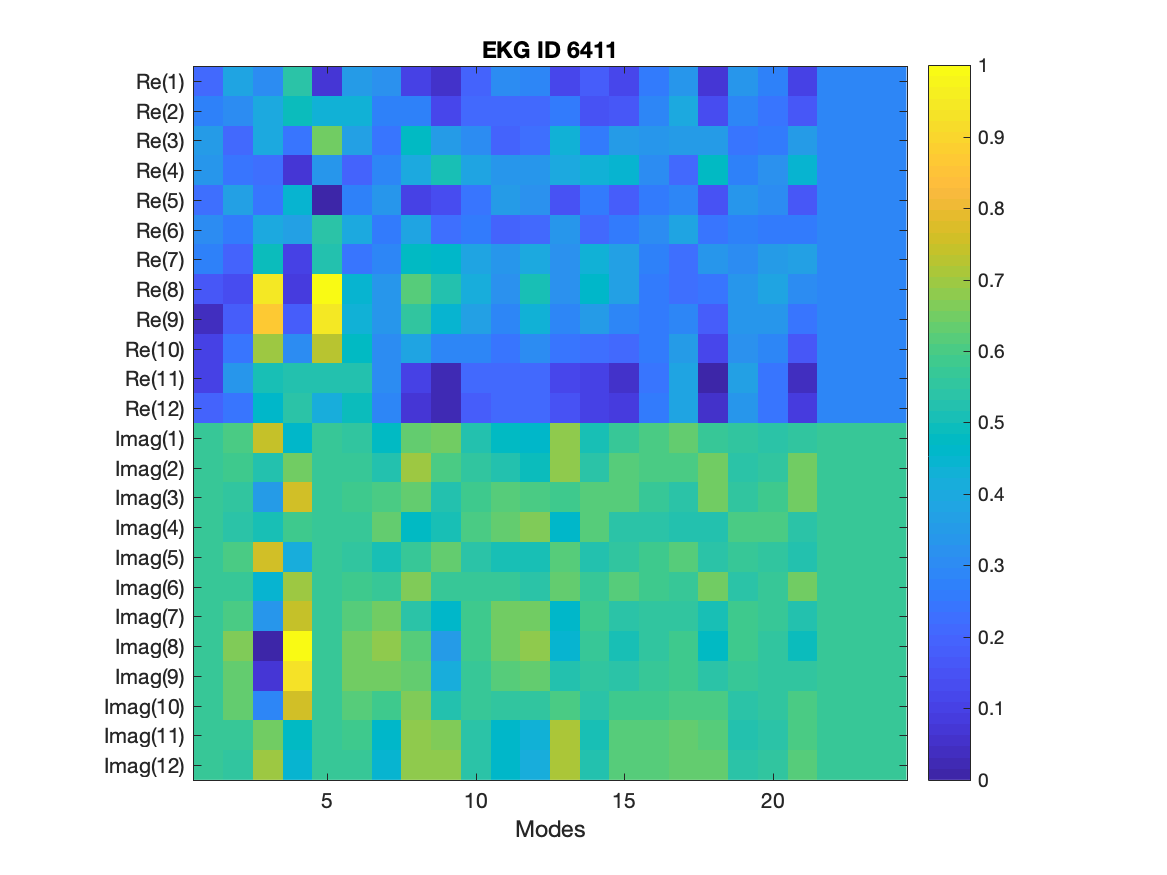 EKG ID 6411
Re(1)
Re(2)
Re(3)
Re(4)
Re(5)
Re(6)
Re(7)
Re(8)
Re(9)
Re(10)
Re(11)
Re(12)
Imag(1)
Imag(2)
Imag(3)
Imag(4)
Imag(5)
Imag(6)
Imag(7)
Imag(8)
Imag(9)
Imag(10)
Imag(11)
Imag(12)
5 10 15 20
Modes
1
0.9
0.8
0.7
0.6
0.5
0.4
0.3
0.2
0.1
0